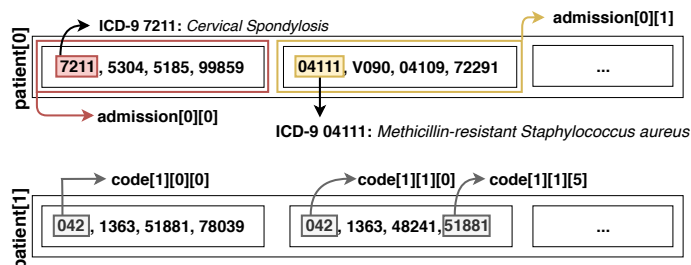 ICD-9 7211: Cervical Spondylosis
admission[0][1]
patient[0]
7211, 5304, 5185, 99859
04111, V090, 04109, 72291
...
admission[0][0]
ICD-9 04111: Methicillin-resistant Staphylococcus aureus
code[1][0][0]
code[1][1][0]
code[1][1][5]
patient[1]
042, 1363, 51881, 78039
042, 1363, 48241, 51881
...